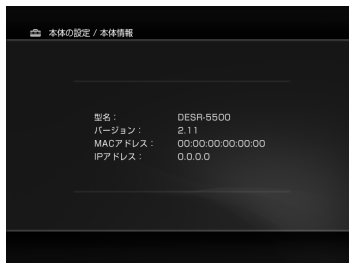 本体の設定 / 本体情報
型名： DESR-5500
バージョン： 2.11
MACアドレス： 00:00:00:00:00:00
IPアドレス： 0.0.0.0